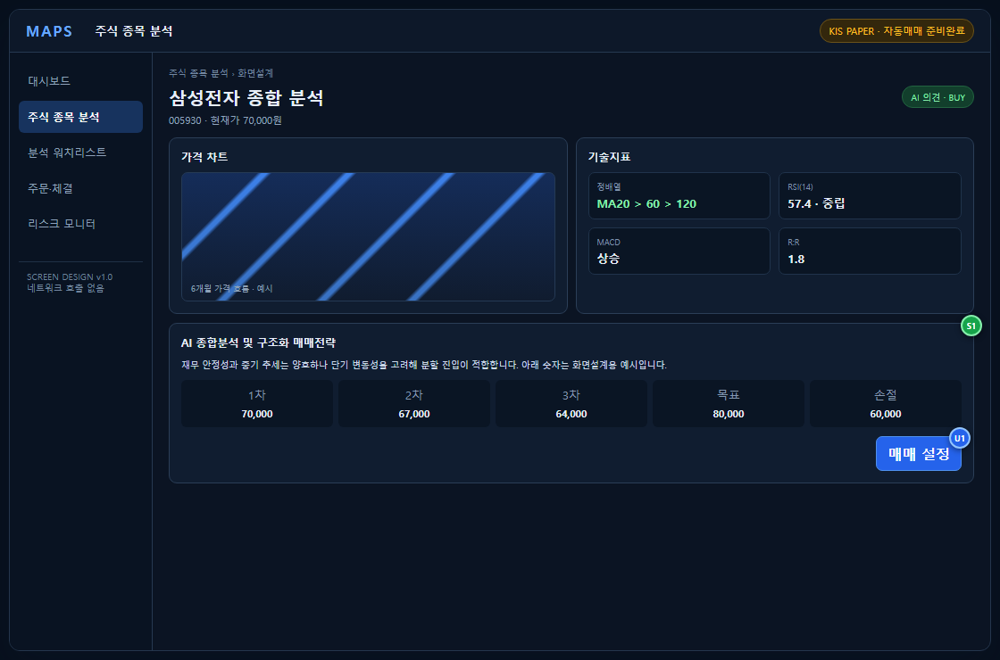 MAPS 주식 종목 분석 KIS PAPER · 자동매매 준비완료
대시보드
주식 종목 분석
분석 워치리스트
주문·체결
리스크 모니터
SCREEN DESIGN v1.0
네트워크 호출 없음
주식 종목 분석 › 화면설계
삼성전자 종합 분석
005930 · 현재가 70,000원
AI 의견 · BUY
가격 차트
6개월 가격 흐름 · 예시
기술지표
정배열
MA20 > 60 > 120
RSI(14)
57.4 · 중립
MACD
상승
R:R
1.8
S1
AI 종합분석 및 구조화 매매전략
재무 안정성과 중기 추세는 양호하나 단기 변동성을 고려해 분할 진입이 적합합니다. 아래 숫자는 화면설계용 예시입니다.
1차 2차 3차 목표 손절
70,000 67,000 64,000 80,000 60,000
U1
매매 설정